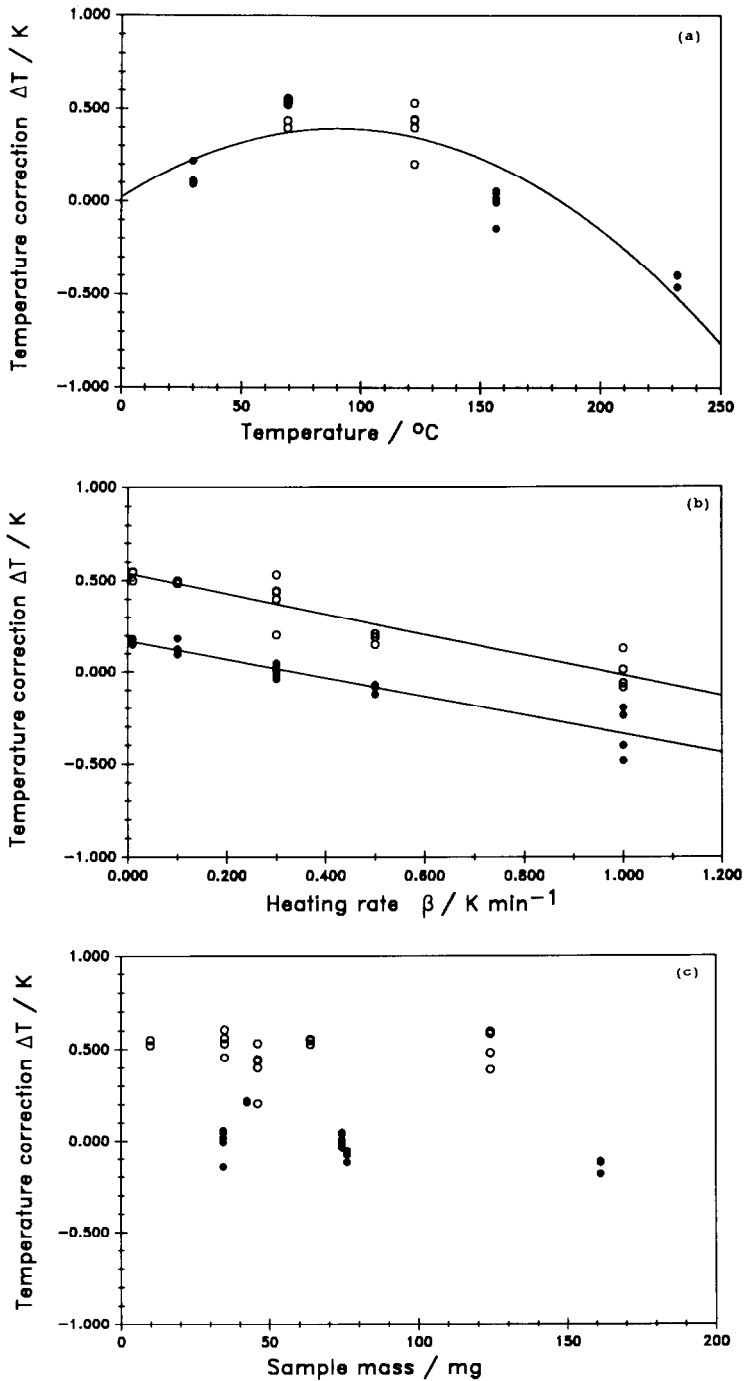 (a)
Temperature correction ΔT / K
1.000
0.500
0.000
−0.500
−1.000
0 50 100 150 200 250
Temperature / °C
(b)
Temperature correction ΔT / K
1.000
0.500
0.000
−0.500
−1.000
0.000 0.200 0.400 0.600 0.800 1.000 1.200
Heating rate β / K min⁻¹
(c)
Temperature correction ΔT / K
1.000
0.500
0.000
−0.500
−1.000
0 50 100 150 200
Sample mass / mg